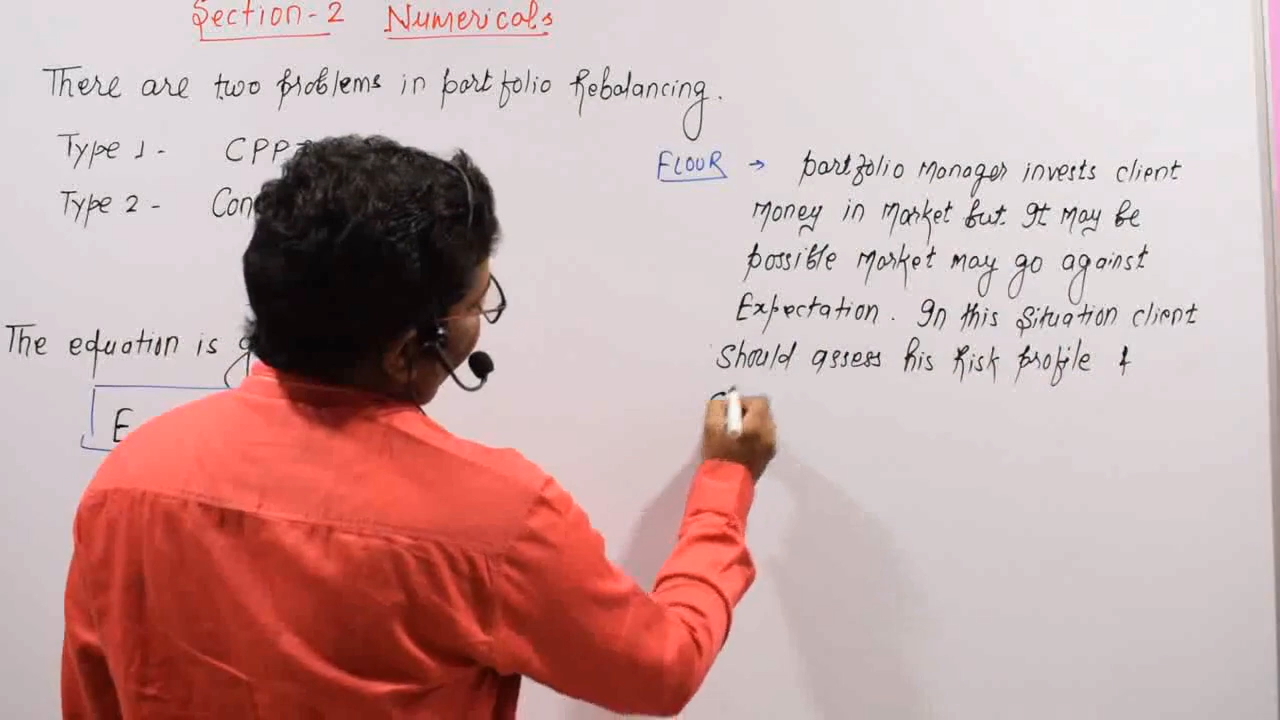 Section-2 Numericals
There are two problems in portfolio Rebalancing.
Type 1 - CPP
Type 2 - Con
The equation is
E
FLOUR → portfolio Manager invests client
Money in Market but It May be
possible Market may go against
Expectation. In this Situation client
Should assess his Risk profile &